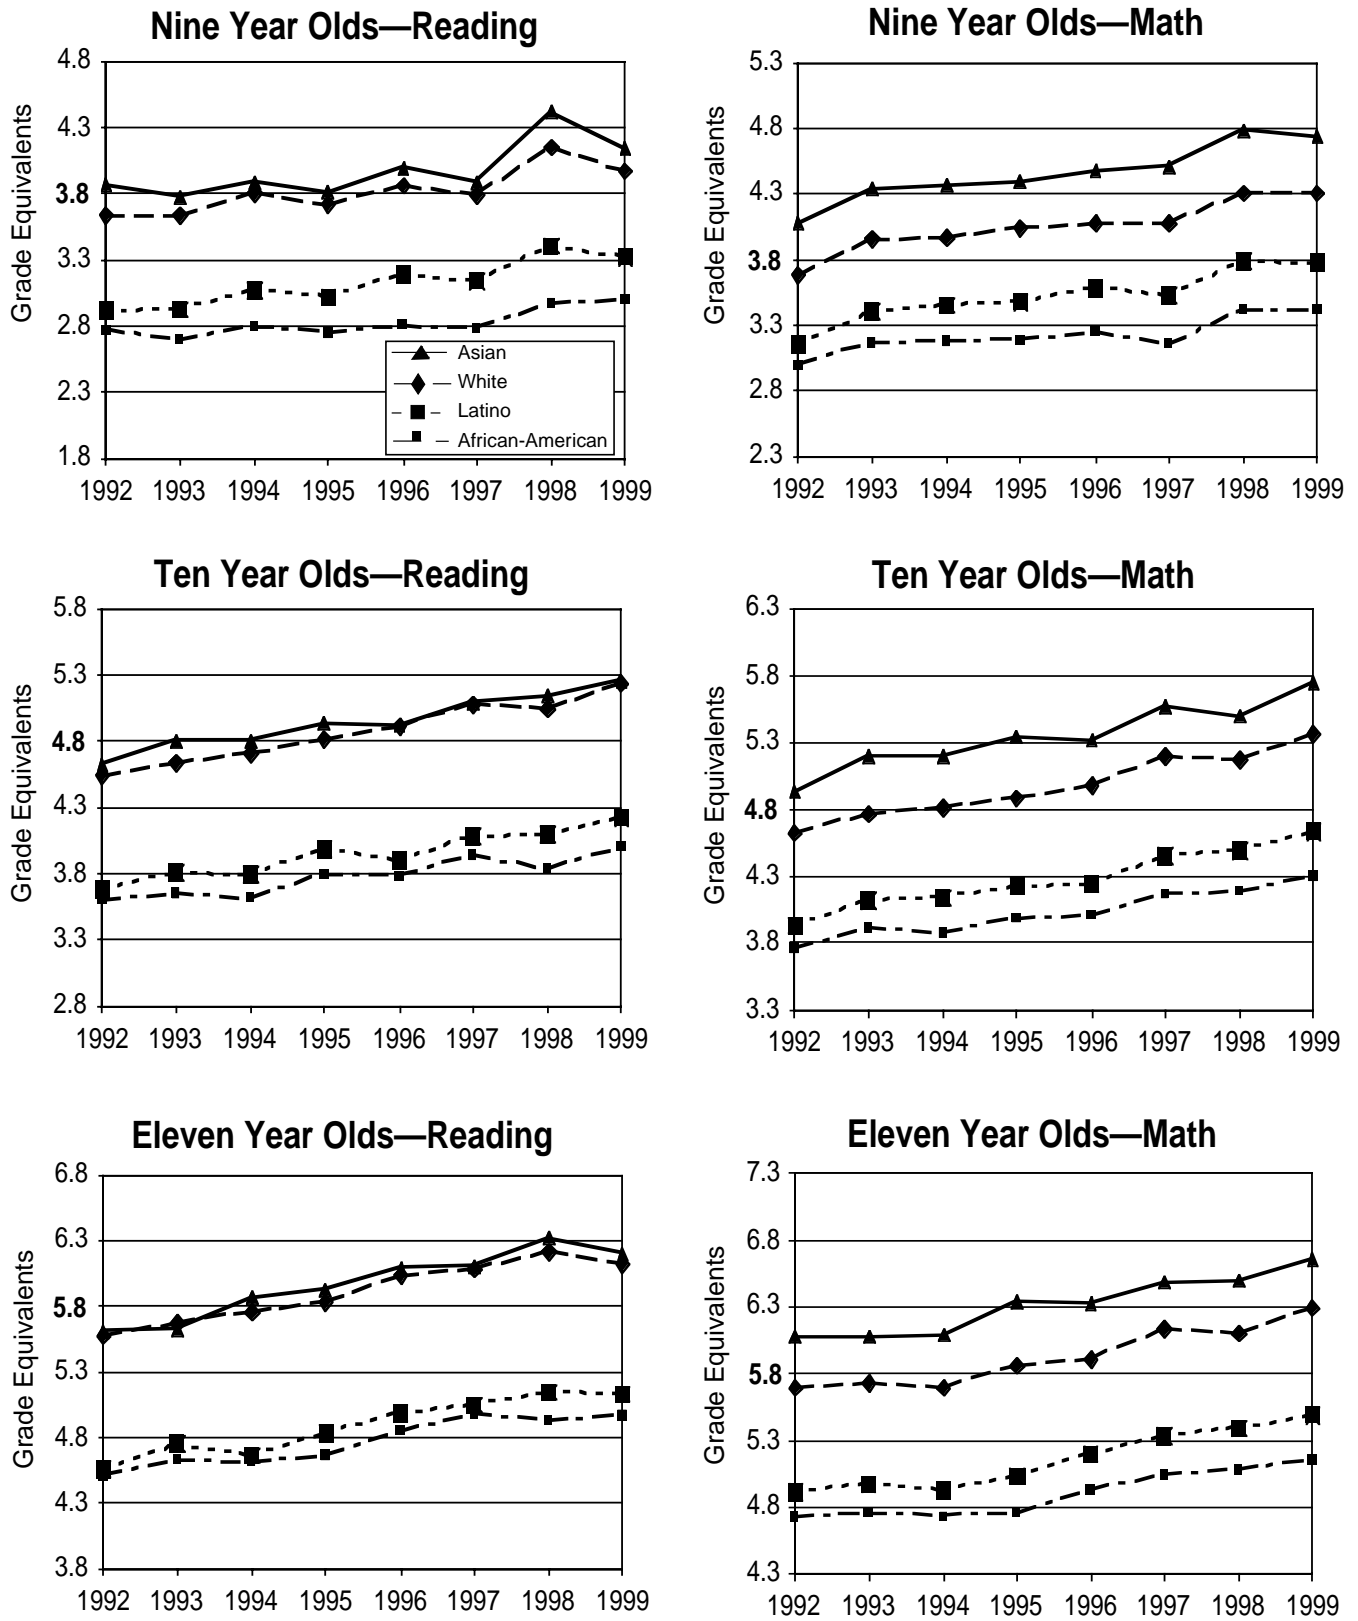 Nine Year Olds—Reading
Grade Equivalents
4.8
4.3
3.8
3.3
2.8
2.3
1.8
Asian
White
Latino
African-American
1992 1993 1994 1995 1996 1997 1998 1999
Nine Year Olds—Math
Grade Equivalents
5.3
4.8
4.3
3.8
3.3
2.8
2.3
1992 1993 1994 1995 1996 1997 1998 1999
Ten Year Olds—Reading
Grade Equivalents
5.8
5.3
4.8
4.3
3.8
3.3
2.8
1992 1993 1994 1995 1996 1997 1998 1999
Ten Year Olds—Math
Grade Equivalents
6.3
5.8
5.3
4.8
4.3
3.8
3.3
1992 1993 1994 1995 1996 1997 1998 1999
Eleven Year Olds—Reading
Grade Equivalents
6.8
6.3
5.8
5.3
4.8
4.3
3.8
1992 1993 1994 1995 1996 1997 1998 1999
Eleven Year Olds—Math
Grade Equivalents
7.3
6.8
6.3
5.8
5.3
4.8
4.3
1992 1993 1994 1995 1996 1997 1998 1999